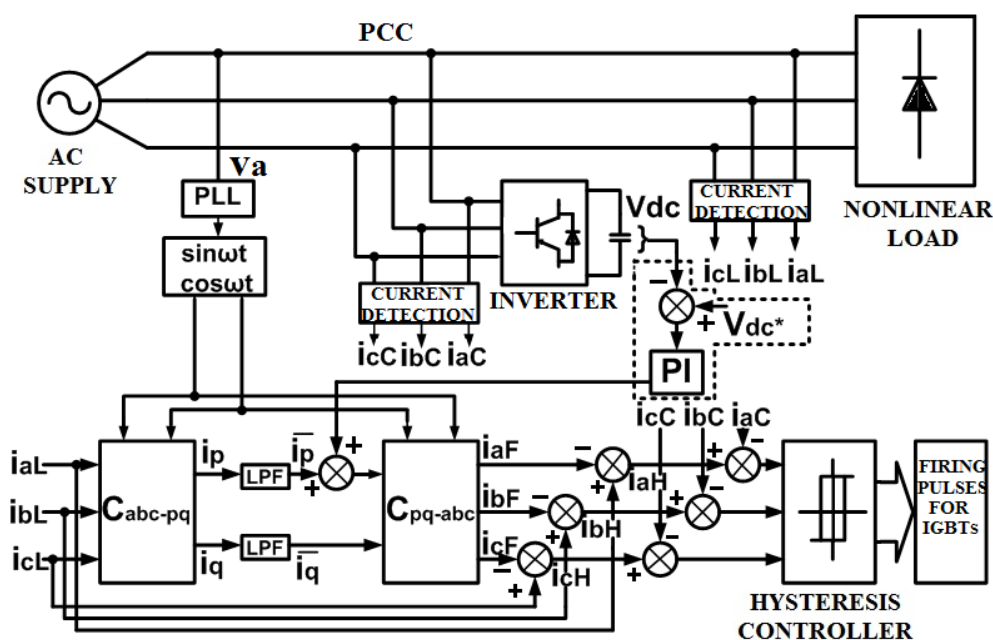 PCC
NONLINEAR
LOAD
AC
SUPPLY
va
PLL
sinωt
cosωt
CURRENT
DETECTION
icC ibC iaC
INVERTER
Vdc
CURRENT
DETECTION
icL ibL iaL
−
+
Vdc*
PI
icC ibC iaC
iaL
ibL
icL
Cabc-pq
ip
LPF
i̅p
+
+
iq
LPF
i̅q
Cpq-abc
iaF
−
+
iaH
+
−
ibF
−
+
ibH
+
−
icF
−
+
icH
+
−
HYSTERESIS
CONTROLLER
FIRING
PULSES
FOR
IGBTs